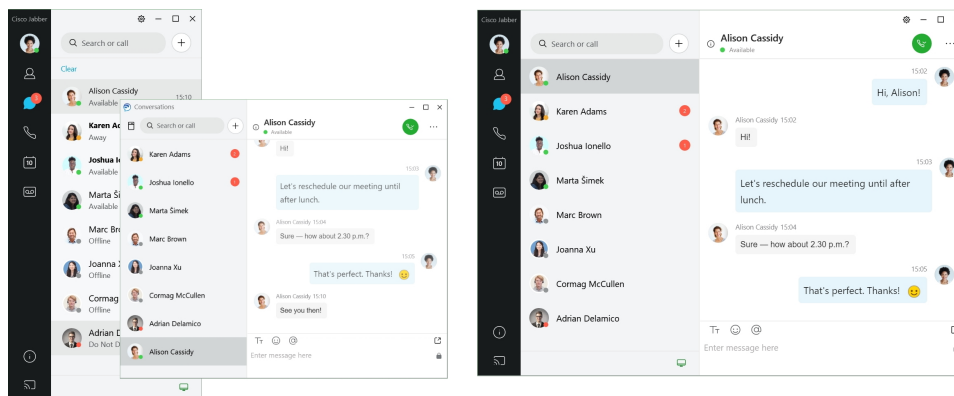 Cisco Jabber
Search or call
Clear
Alison Cassidy
Available
15:10
Karen Ad
Away
Joshua I
Available
Marta Ši
Available
Marc Bro
Offline
Joanna
Offline
Cormag
Offline
Adrian D
Do Not D
10
3
Conversations
Search or call
Karen Adams
Joshua Ionello
Marta Šimek
Marc Brown
Joanna Xu
Cormag McCullen
Adrian Delamico
Alison Cassidy
Alison Cassidy
Available
Hi!
15:03
Let's reschedule our meeting until
after lunch.
Alison Cassidy 15:04
Sure — how about 2.30 p.m.?
15:05
That's perfect. Thanks!
Alison Cassidy 15:10
See you then!
Enter message here
Cisco Jabber
Search or call
10
Alison Cassidy
Karen Adams
Joshua Ionello
Marta Šimek
Marc Brown
Joanna Xu
Cormag McCullen
Adrian Delamico
Alison Cassidy
Available
15:02
Hi, Alison!
Alison Cassidy 15:02
Hi!
15:03
Let's reschedule our meeting until after
lunch.
Alison Cassidy 15:04
Sure — how about 2.30 p.m.?
15:05
That's perfect. Thanks!
Enter message here